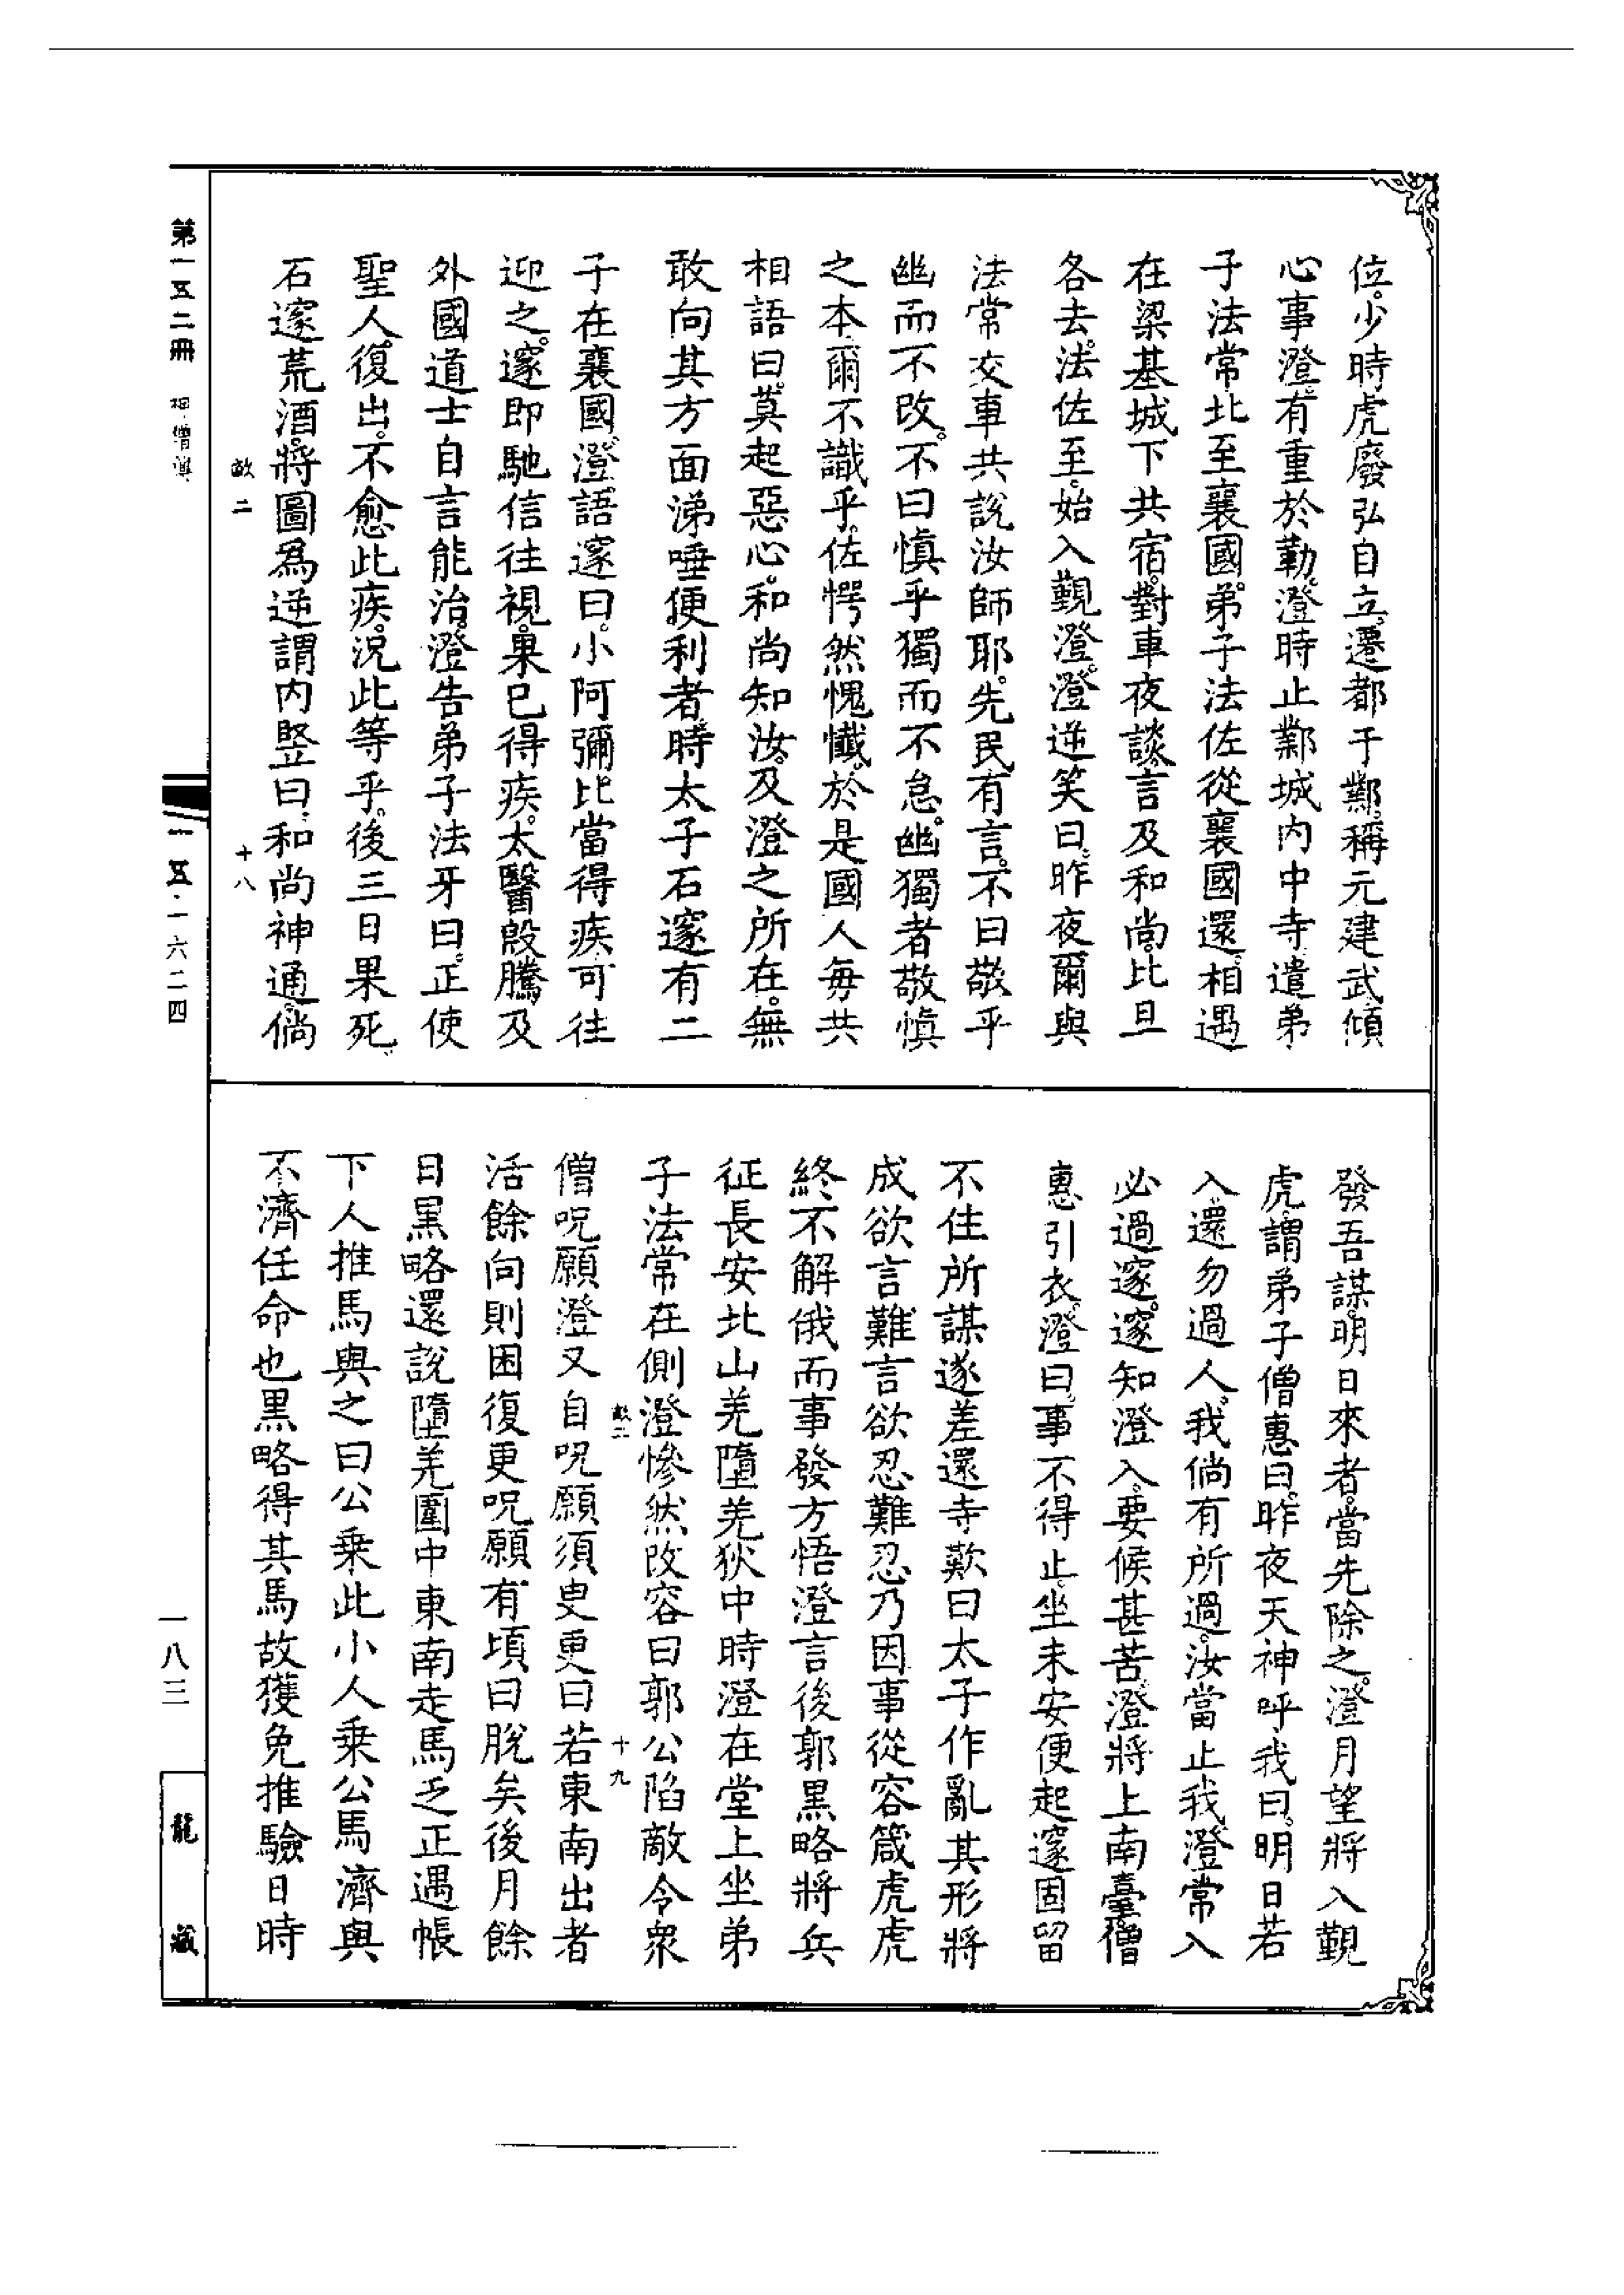 位。少時虎廢弘自立。遷都于鄴。稱元建武。傾
心事澄。有重於勒。澄時止鄴城內中寺。遣弟
子法常北至襄國。弟子法佐從襄國還。相遇
在梁基城下共宿。對車夜談。言及和尚。比旦
各去。法佐至。始入覲澄。澄逆笑曰。昨夜爾與
法常交車共說汝師耶。先民有言。不曰敬乎
幽而不改。不曰慎乎獨而不怠。幽獨者敬慎
之本。爾不識乎。佐愕然愧懺。於是國人每共
相語曰。莫起惡心。和尚知汝。及澄之所在。無
敢向其方面涕唾便利者。時太子石邃有二
子在襄國。澄語邃曰。小阿彌比當得疾可往
迎之。邃即馳信往視。果已得疾。太醫殷騰及
外國道士自言能治。澄告弟子法牙曰。正使
聖人復出。不愈此疾。況此等乎。後三日果死
石邃荒酒。將圖為逆謂內竪曰。和尚神通。倘
發吾謀。明日來者。當先除之。澄月望將入覲
虎。謂弟子僧惠曰。昨夜天神呼我曰。明日若
入。還勿過人。我倘有所過。汝當止我。澄常入
必過邃。邃知澄入。要候甚苦。澄將上南臺。僧
惠引衣。澄曰。事不得止。坐未安便起。邃固留
不住所謀遂差還寺歎曰太子作亂其形將
成欲言難言欲忍難忍乃因事從容箴虎虎
終不解俄而事發方悟澄言後郭黑略將兵
征長安北山羌墮羌狄中時澄在堂上坐弟
子法常在側澄慘然改容曰郭公陷敵令衆
僧呪願澄又自呪願須臾更曰若東南出者
活餘向則困復更呪願有頃曰脫矣後月餘
日黑略還說墮羌圍中東南走馬乏正遇帳
下人推馬與之曰公乗此小人乗公馬濟與
不濟任命也黑略得其馬故獲免推驗日時
第一五二冊 神僧傳
敵二
十八
一五·一六二四
敵二
十九
一八三
龍藏